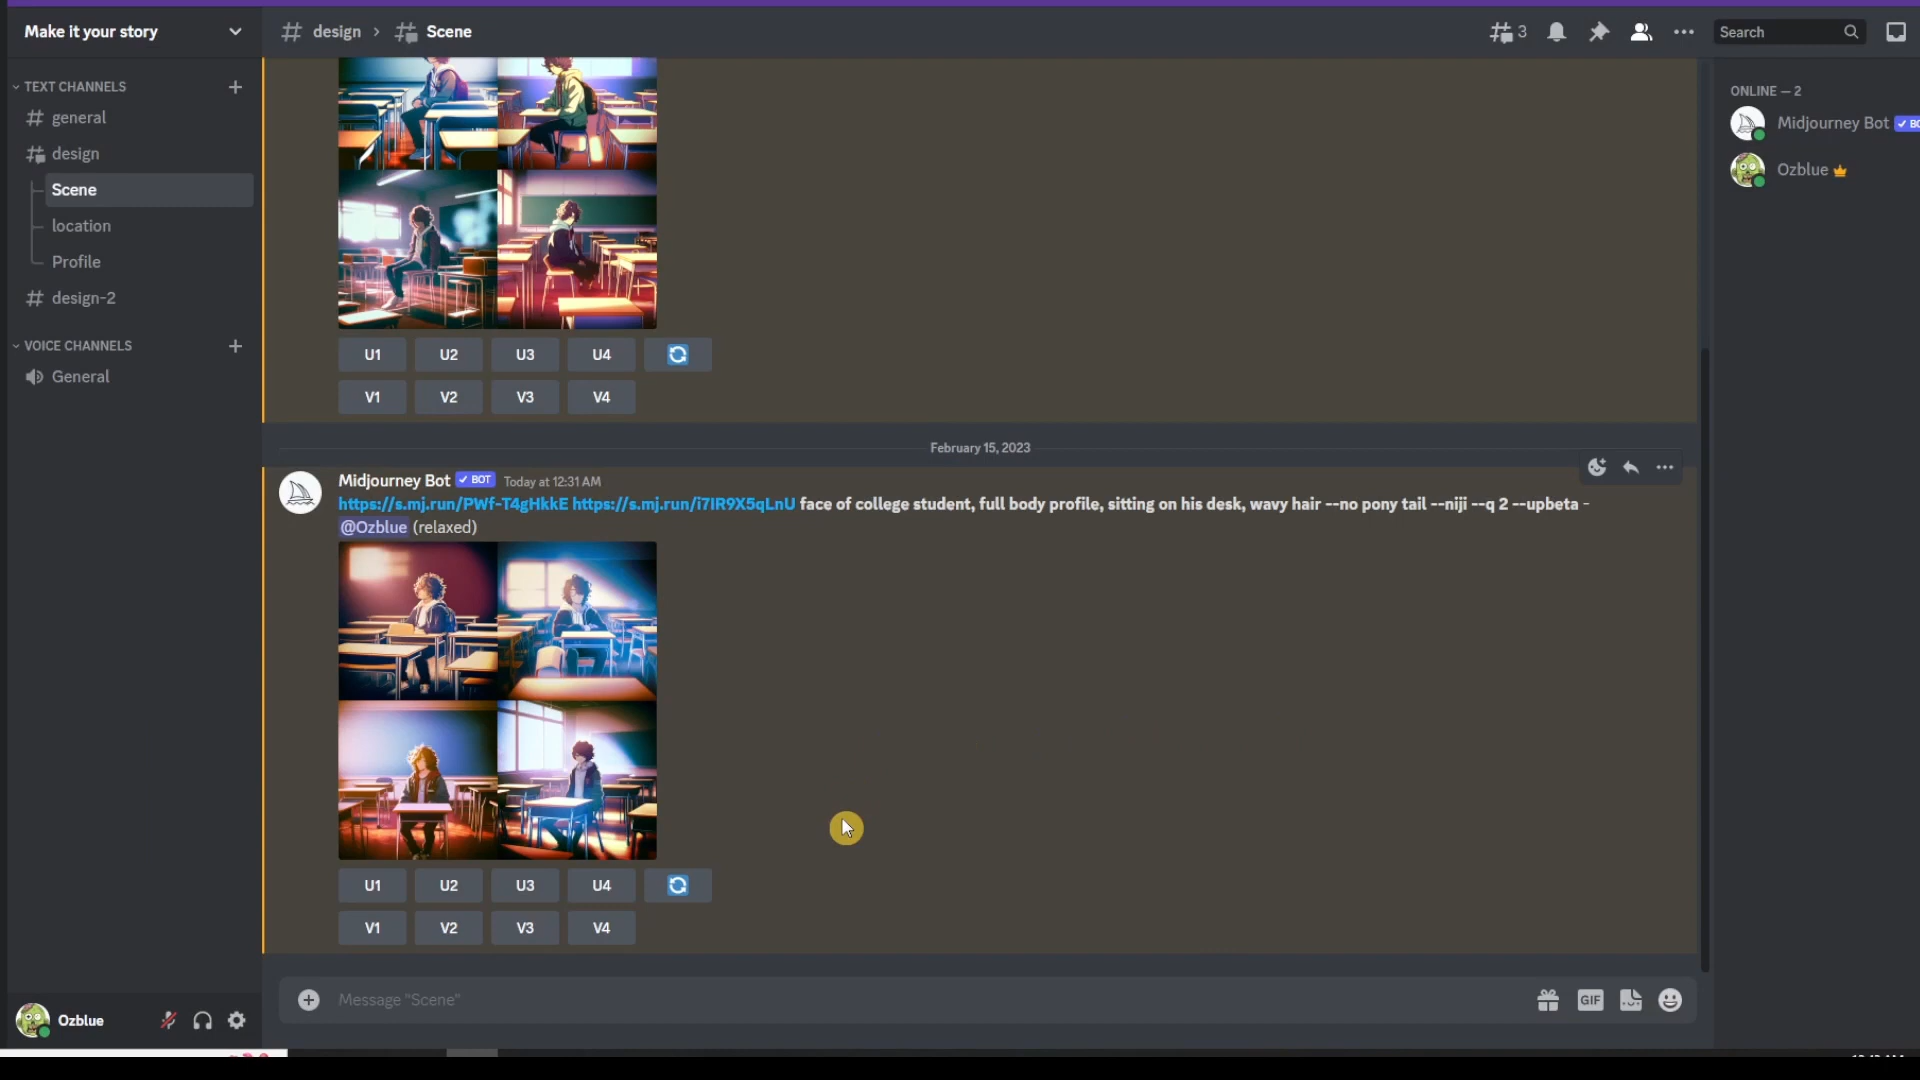 Make it your story
design
Scene
3
Search
TEXT CHANNELS
general
design
Scene
location
Profile
design-2
VOICE CHANNELS
General
U1 U2 U3 U4
V1 V2 V3 V4
February 15, 2023
Midjourney Bot ✓ BOT Today at 12:31 AM
https://s.mj.run/PWf-T4gHkkE https://s.mj.run/i7IR9X5qLnU face of college student, full body profile, sitting on his desk, wavy hair --no pony tail --niji --q 2 --upbeta -
@Ozblue (relaxed)
U1 U2 U3 U4
V1 V2 V3 V4
Message "Scene"
GIF
Ozblue
ONLINE — 2
Midjourney Bot ✓
Ozblue